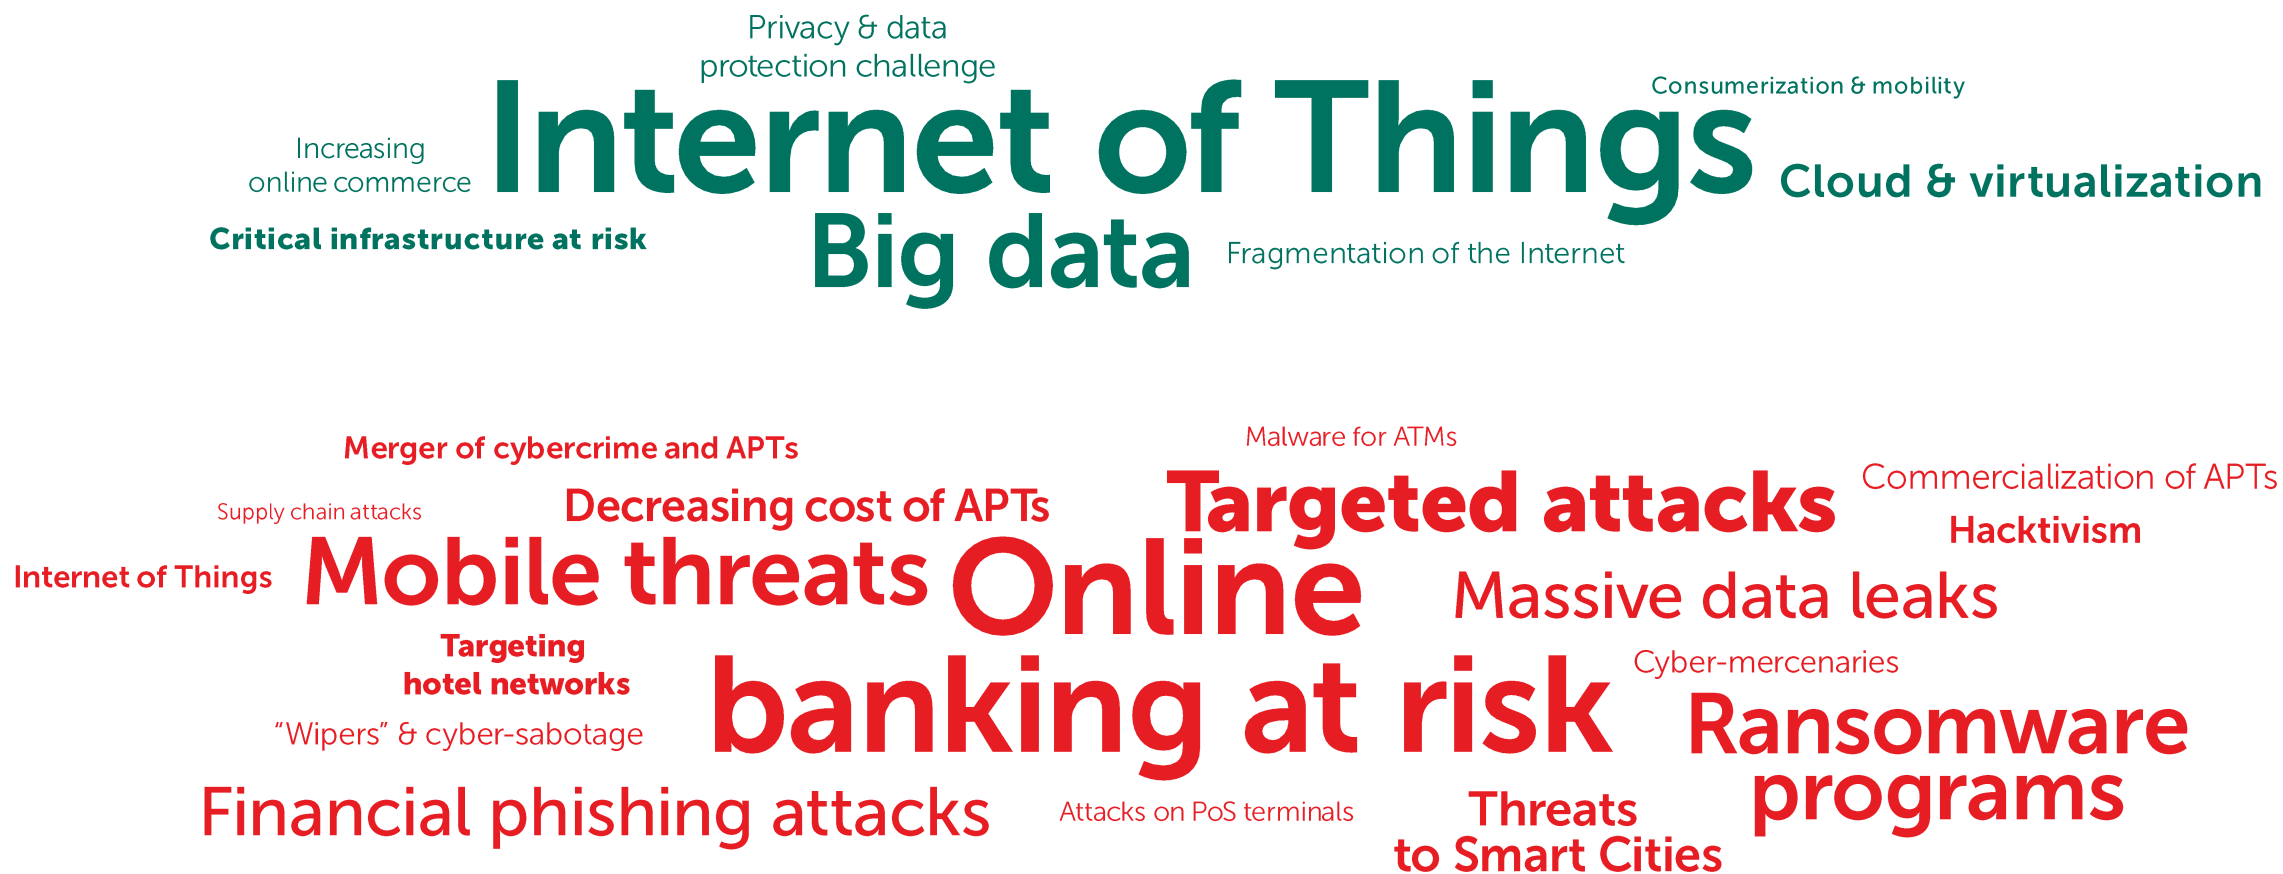 Privacy & data
protection challenge
Consumerization & mobility
Internet of Things
Increasing
online commerce
Cloud & virtualization
Critical infrastructure at risk
Big data
Fragmentation of the Internet
Malware for ATMs
Merger of cybercrime and APTs
Targeted attacks
Commercialization of APTs
Supply chain attacks
Decreasing cost of APTs
Hacktivism
Internet of Things
Mobile threats
Online
banking at risk
Massive data leaks
Targeting
hotel networks
Cyber-mercenaries
“Wipers” & cyber-sabotage
Ransomware
programs
Financial phishing attacks
Attacks on PoS terminals
Threats
to Smart Cities